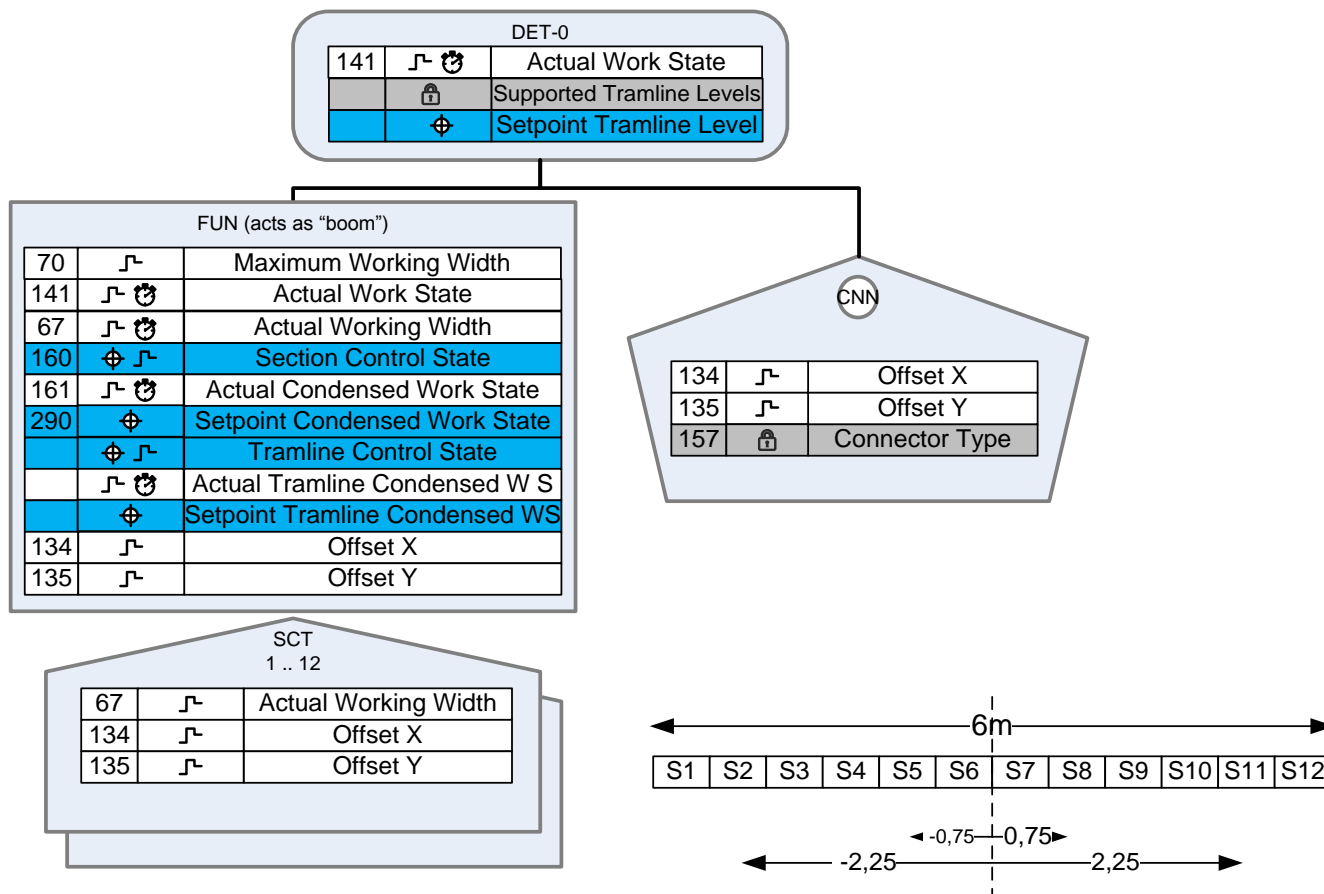 DET-0
141 Actual Work State
Supported Tramline Levels
Setpoint Tramline Level
FUN (acts as “boom”)
70 Maximum Working Width
141 Actual Work State
67 Actual Working Width
160 Section Control State
161 Actual Condensed Work State
290 Setpoint Condensed Work State
Tramline Control State
Actual Tramline Condensed W S
Setpoint Tramline Condensed WS
134 Offset X
135 Offset Y
CNN
134 Offset X
135 Offset Y
157 Connector Type
SCT
1 .. 12
67 Actual Working Width
134 Offset X
135 Offset Y
6m
S1 S2 S3 S4 S5 S6 S7 S8 S9 S10 S11 S12
-0,75 0,75
-2,25 2,25